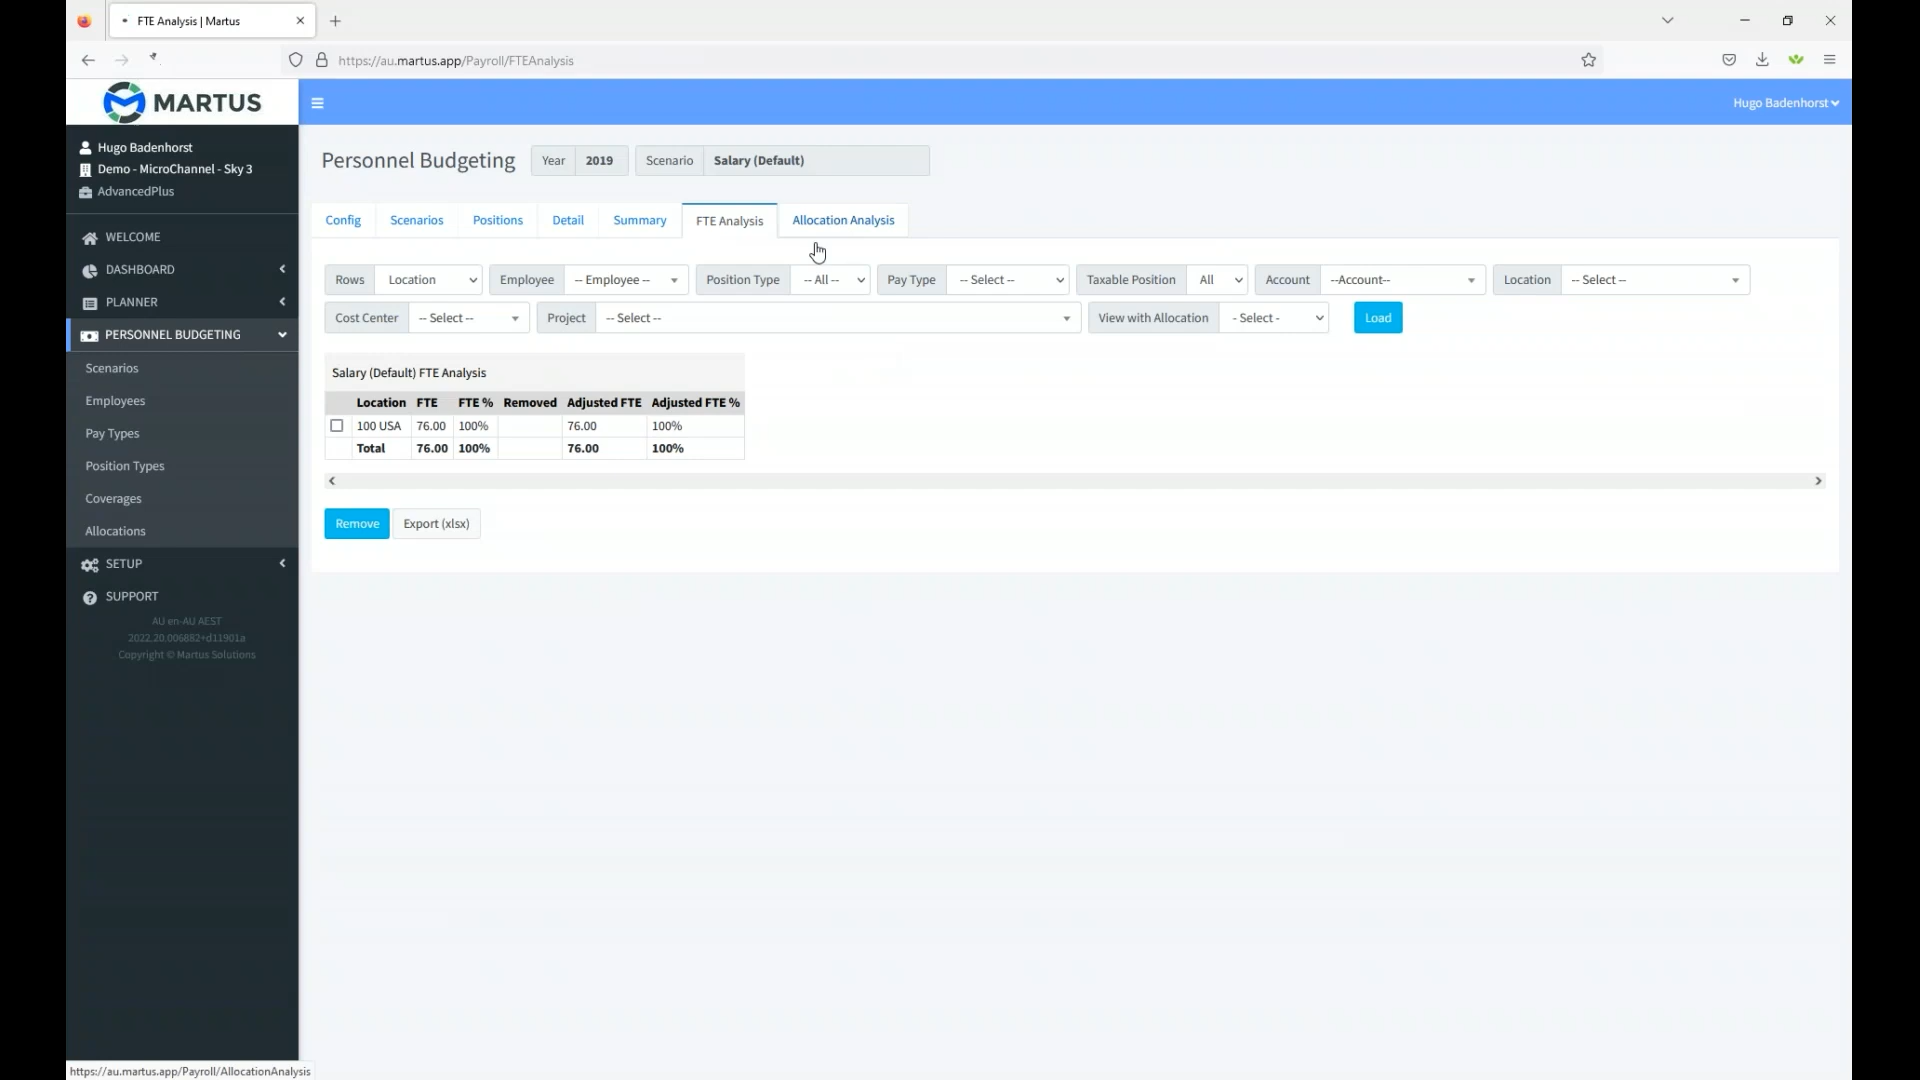 FTE Analysis | Martus
https://au.martus.app/Payroll/FTEAnalysis
MARTUS
Hugo Badenhorst
Hugo Badenhorst
Demo - MicroChannel - Sky 3
AdvancedPlus
WELCOME
DASHBOARD
PLANNER
PERSONNEL BUDGETING
Scenarios
Employees
Pay Types
Position Types
Coverages
Allocations
SETUP
SUPPORT
AU en-AU AEST
2022.20.006882+d11901a
Copyright © Martus Solutions
Personnel Budgeting Year 2019 Scenario Salary (Default)
Config Scenarios Positions Detail Summary FTE Analysis Allocation Analysis
Rows Location Employee -- Employee -- Position Type -- All -- Pay Type -- Select -- Taxable Position All Account --Account-- Location -- Select --
Cost Center -- Select -- Project -- Select -- View with Allocation - Select - Load
Salary (Default) FTE Analysis
Location FTE FTE % Removed Adjusted FTE Adjusted FTE %
100 USA 76.00 100% 76.00 100%
Total 76.00 100% 76.00 100%
Remove Export (xlsx)
https://au.martus.app/Payroll/AllocationAnalysis